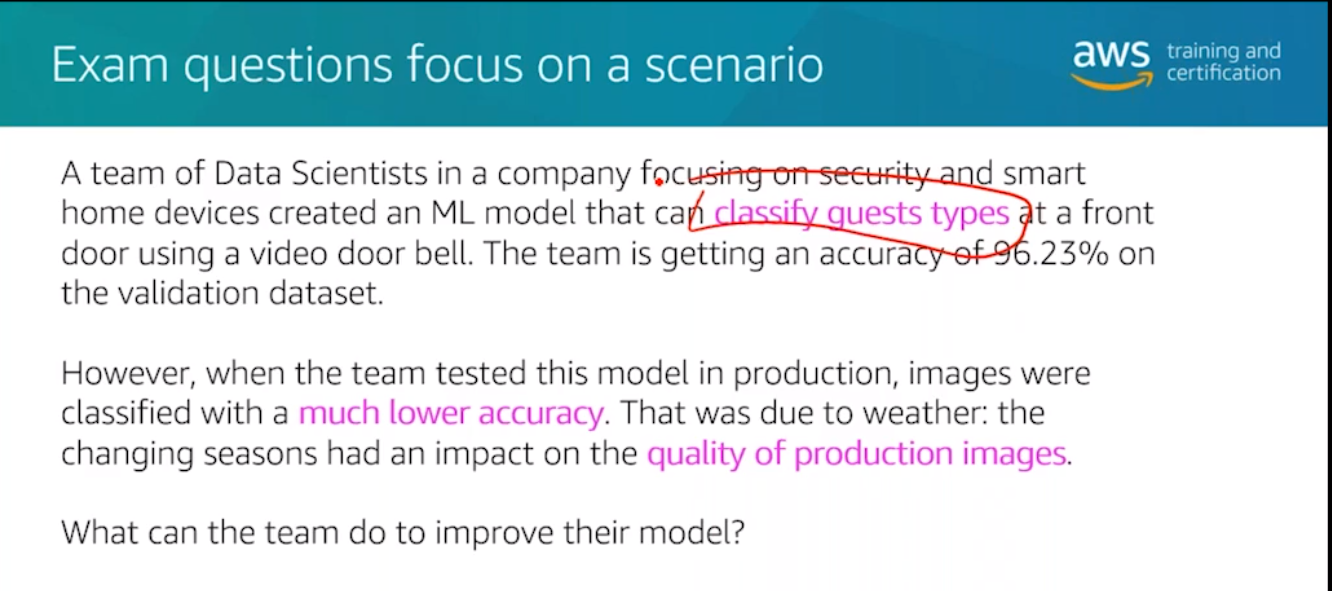 Exam questions focus on a scenario
aws training and
certification
A team of Data Scientists in a company focusing on security and smart
home devices created an ML model that can classify guests types at a front
door using a video door bell. The team is getting an accuracy of 96.23% on
the validation dataset.
However, when the team tested this model in production, images were
classified with a much lower accuracy. That was due to weather: the
changing seasons had an impact on the quality of production images.
What can the team do to improve their model?